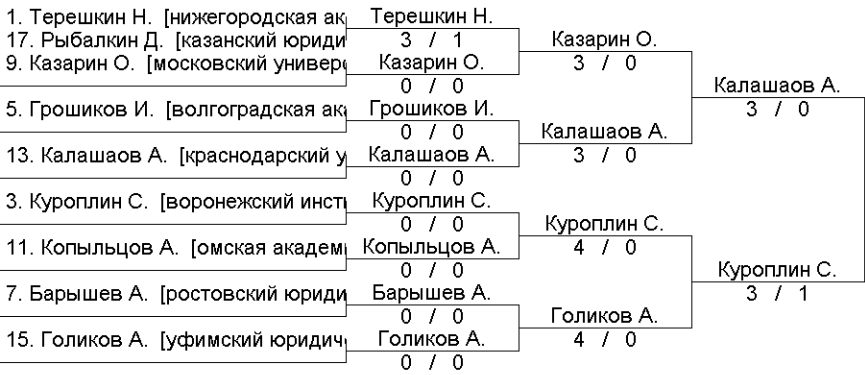 1. Терешкин Н. [нижегородская ак
17. Рыбалкин Д. [казанский юриди
9. Казарин О. [московский универс
5. Грошиков И. [волгоградская ака
13. Калашаов А. [краснодарский у
3. Куроплин С. [воронежский инсти
11. Копыльцов А. [омская академи
7. Барышев А. [ростовский юриди
15. Голиков А. [уфимский юридич
Терешкин Н.
3 / 1
Казарин О.
0 / 0
Грошиков И.
0 / 0
Калашаов А.
0 / 0
Куроплин С.
0 / 0
Копыльцов А.
0 / 0
Барышев А.
0 / 0
Голиков А.
0 / 0
Казарин О.
3 / 0
Калашаов А.
3 / 0
Куроплин С.
4 / 0
Голиков А.
4 / 0
Калашаов А.
3 / 0
Куроплин С.
3 / 1